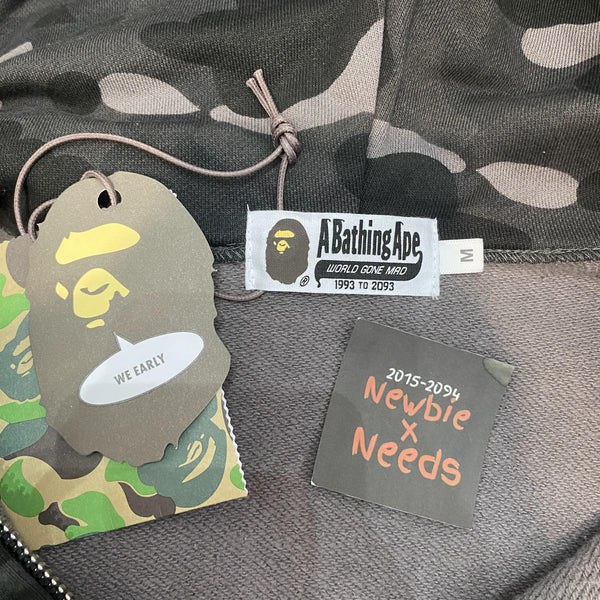 WE EARLY
ABathingApe
WORLD GONE MAD
®
1993 TO 2093
M
2015-2094
Newbie
x
Needs